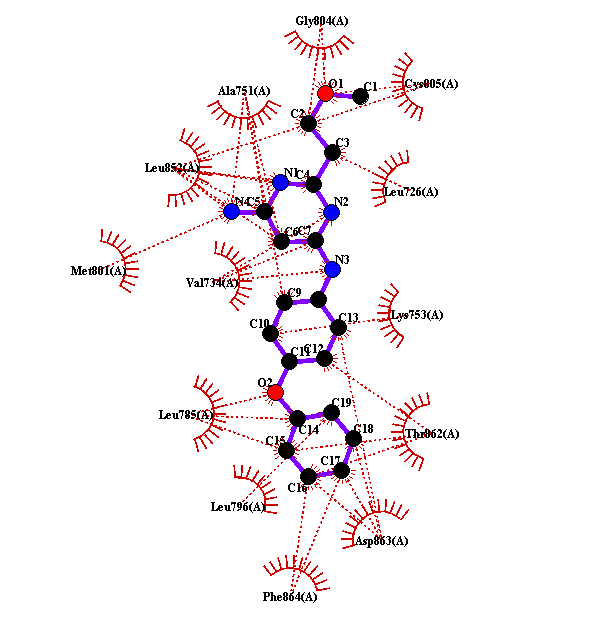 Gly804(A)
O1
C1
Cys805(A)
Ala751(A)
C2
C3
Leu852(A)
N1
C4
Leu726(A)
N4
C5
N2
C6
C7
Met801(A)
Val734(A)
N3
C9
C13
Lys753(A)
C10
C11
C12
O2
C19
Leu785(A)
C14
C18
Thr862(A)
C15
C17
C16
Leu796(A)
Asp863(A)
Phe864(A)